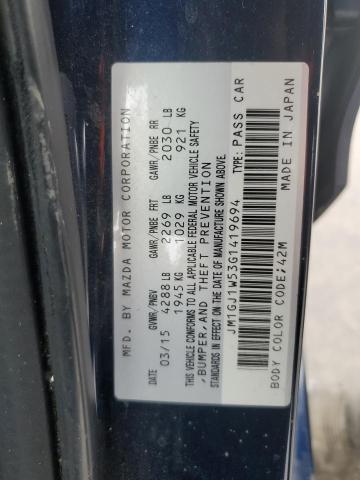 MFD. BY MAZDA MOTOR CORPORATION
DATE GVWR/PNBV GAWR/PNBE FRT GAWR/PNBE RR
03/15 4288 LB 2269 LB 2030 LB
1945 KG 1029 KG 921 KG
THIS VEHICLE CONFORMS TO ALL APPLICABLE FEDERAL MOTOR VEHICLE SAFETY
,BUMPER,AND THEFT PREVENTION
STANDARDS IN EFFECT ON THE DATE OF MANUFACTURE SHOWN ABOVE.
JM1GJ1W53G1419694 TYPE: PASS CAR
BODY COLOR CODE;42M MADE IN JAPAN